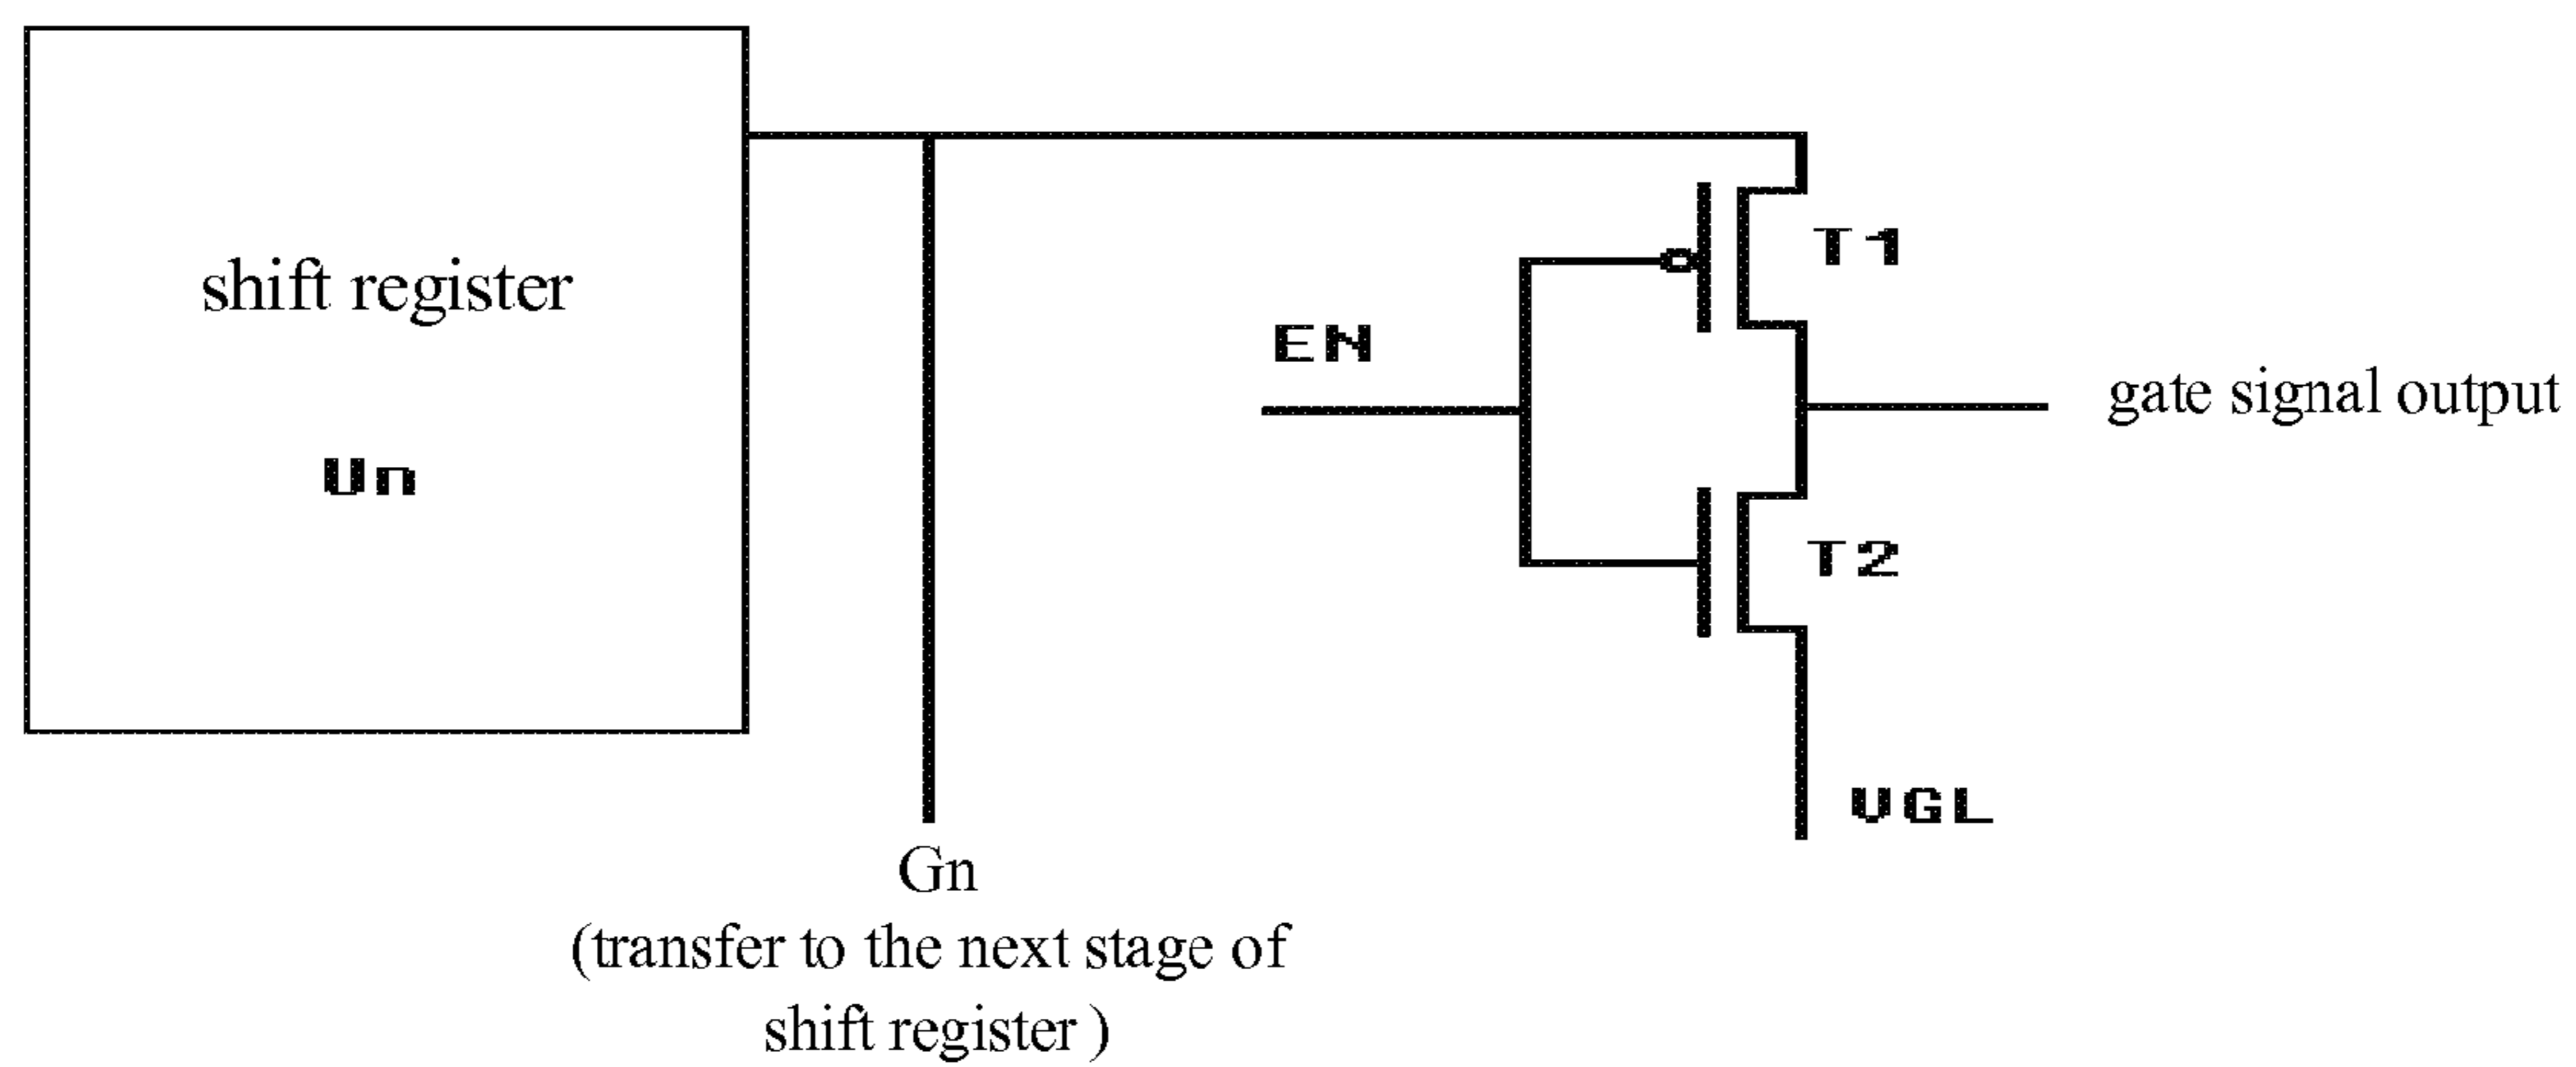 shift register
Un
EN
T1
gate signal output
T2
VGL
Gn
(transfer to the next stage of
shift register )